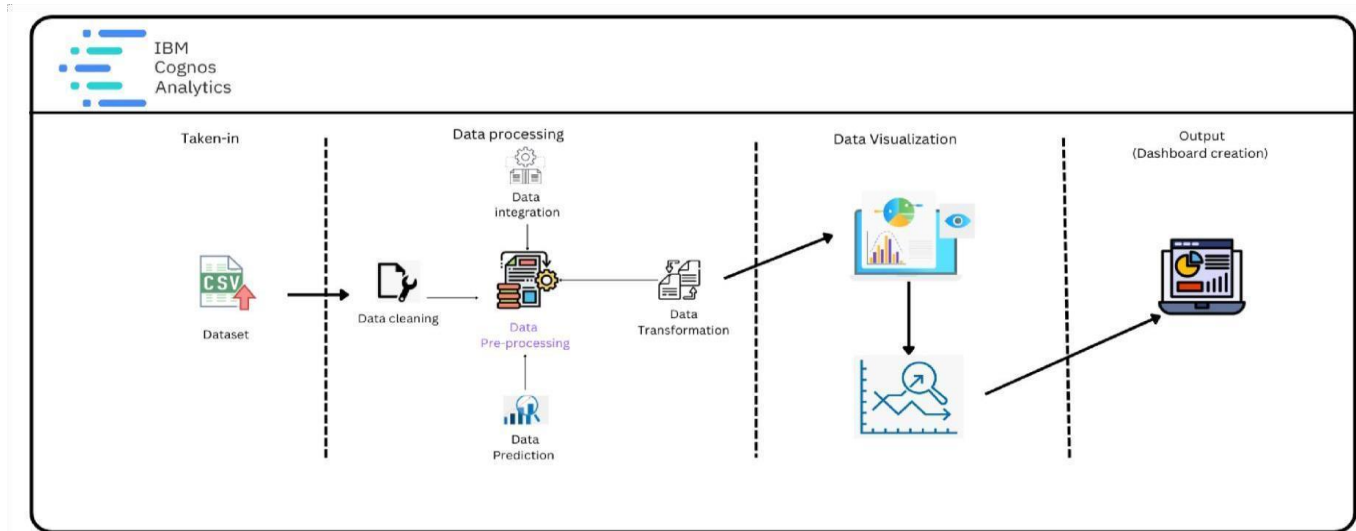 IBM
Cognos
Analytics
Taken-in
Data processing
Data Visualization
Output
(Dashboard creation)
Data
integration
CSV
Dataset
Data cleaning
Data
Pre-processing
Data
Transformation
Data
Prediction